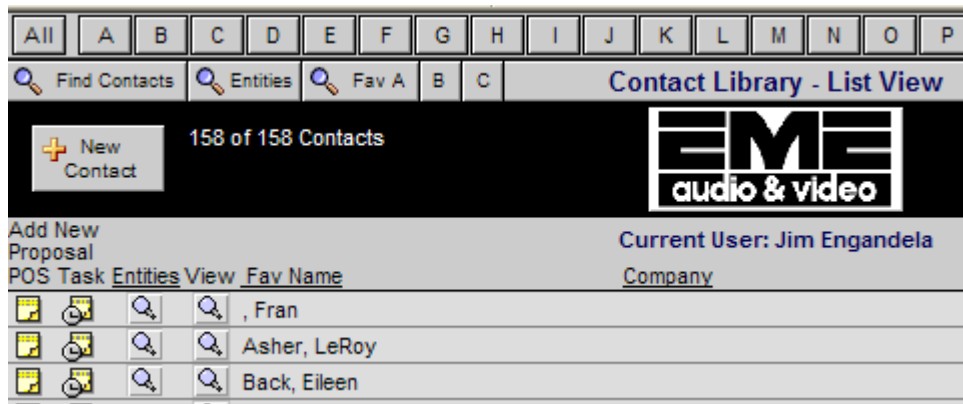 All A B C D E F G H I J K L M N O P
Find Contacts Entities Fav A B C Contact Library - List View
New Contact
158 of 158 Contacts
EME
audio & video
Add New
Proposal
Current User: Jim Engandela
POS Task Entities View Fav Name Company
, Fran
Asher, LeRoy
Back, Eileen